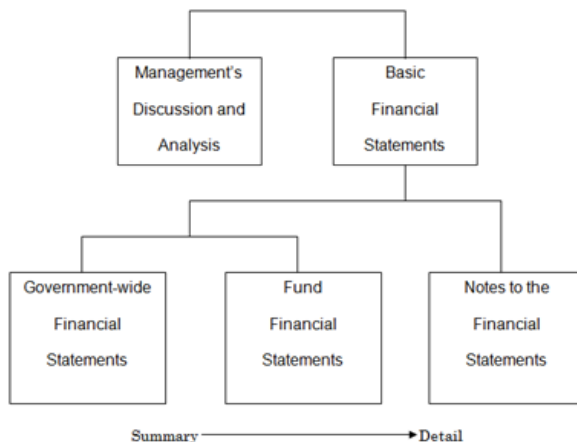 Management's
Discussion and
Analysis
Basic
Financial
Statements
Government-wide
Financial
Statements
Fund
Financial
Statements
Notes to the
Financial
Statements
Summary Detail